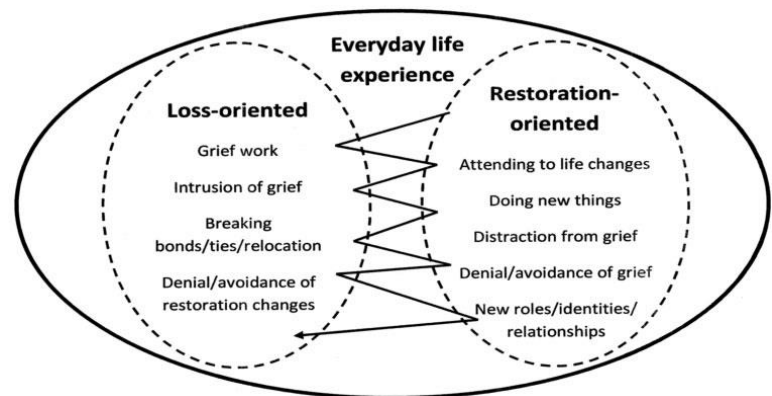 Everyday life
experience
Loss-oriented
Grief work
Intrusion of grief
Breaking
bonds/ties/relocation
Denial/avoidance of
restoration changes
Restoration-
oriented
Attending to life changes
Doing new things
Distraction from grief
Denial/avoidance of grief
New roles/identities/
relationships